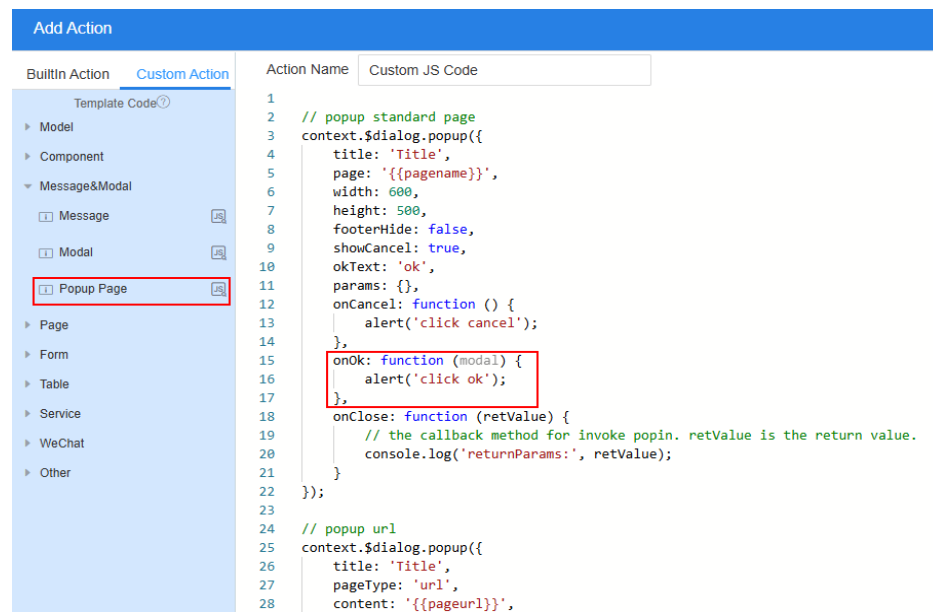 Add Action
BuiltIn Action Custom Action
Template Code?
Model
Component
Message&Modal
Message JS
Modal JS
Popup Page JS
Page
Form
Table
Service
WeChat
Other
Action Name Custom JS Code
1
2 // popup standard page
3 context.$dialog.popup({
4 title: 'Title',
5 page: '{{pagename}}',
6 width: 600,
7 height: 500,
8 footerHide: false,
9 showCancel: true,
10 okText: 'ok',
11 params: {},
12 onCancel: function () {
13 alert('click cancel');
14 },
15 onOk: function (modal) {
16 alert('click ok');
17 },
18 onClose: function (retValue) {
19 // the callback method for invoke popin. retValue is the return value.
20 console.log('returnParams:', retValue);
21 }
22 });
23
24 // popup url
25 context.$dialog.popup({
26 title: 'Title',
27 pageType: 'url',
28 content: '{{pageurl}}',